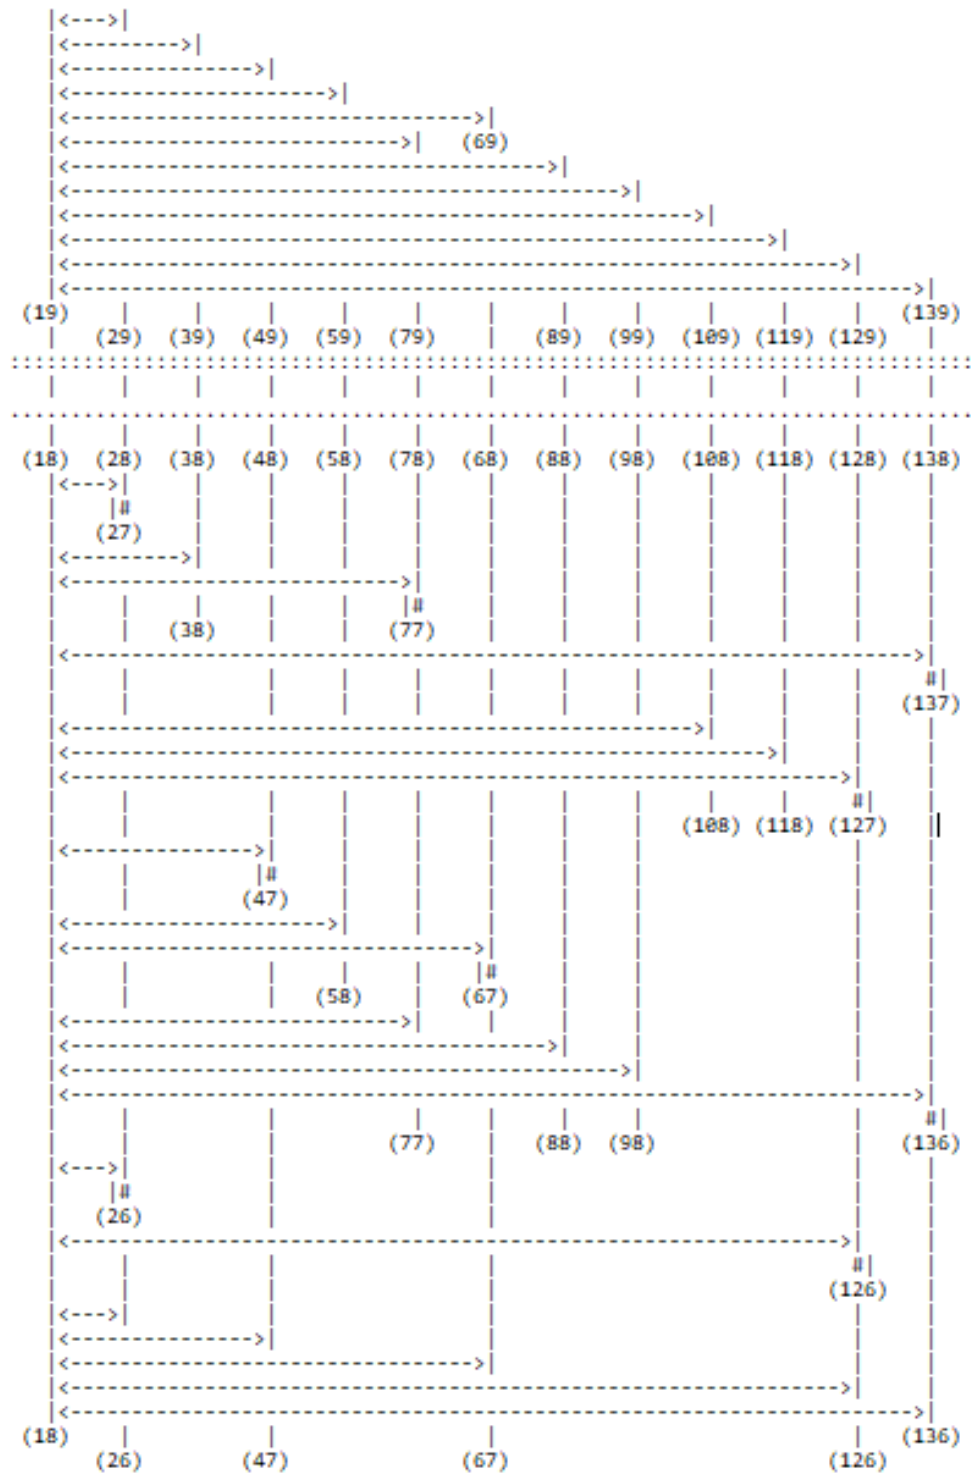 |<--->|
|<--------->|
|<--------------->|
|<--------------------->|
|<--------------------------------->|
|<--------------------------->| (69)
|<--------------------------------------->|
|<--------------------------------------------->|
|<--------------------------------------------------->|
|<--------------------------------------------------------->|
|<--------------------------------------------------------------->|
|<--------------------------------------------------------------------->|
(19) | | | | | | | | | | | (139)
| (29) (39) (49) (59) (79) | (89) (99) (109) (119) (129) |
:::::::::::::::::::::::::::::::::::::::::::::::::::::::::::::::::::::::::::::::
| | | | | | | | | | | | |
...............................................................................
| | | | | | | | | | | | |
(18) (28) (38) (48) (58) (78) (68) (88) (98) (108) (118) (128) (138)
|<--->| | | | | | | | | | | |
| |# | | | | | | | | | | |
| (27) | | | | | | | | | | |
|<--------->| | | | | | | | | | |
|<--------------------------->| | | | | | | |
| | | | | |# | | | | | | |
| | (38) | | (77) | | | | | | |
|<--------------------------------------------------------------------->|
| | | | | | | | | | | | #|
| | | | | | | | | | | | (137)
|<--------------------------------------------------->| | | |
|<--------------------------------------------------------->| | |
|<--------------------------------------------------------------->| |
| | | | | | | | | | #| |
| | | | | | | | (108) (118) (127) ||
|<--------------->| | | | | | | |
| | |# | | | | | | |
| | (47) | | | | | | |
|<--------------------->| | | | | | |
|<--------------------------------->| | | | |
| | | | | |# | | | |
| | | (58) | (67) | | | |
|<--------------------------->| | | | | |
|<--------------------------------------->| | | |
|<--------------------------------------------->| | |
|<--------------------------------------------------------------------->|
| | | | | | | | #|
| | | (77) | (88) (98) | (136)
|<--->| | | | |
| |# | | | |
| (26) | | | |
|<--------------------------------------------------------------->| |
| | | | #| |
| | | | (126) |
|<--->| | | | |
|<--------------->| | | |
|<--------------------------------->| | |
|<--------------------------------------------------------------->| |
|<--------------------------------------------------------------------->|
(18) | | | | (136)
(26) (47) (67) (126)